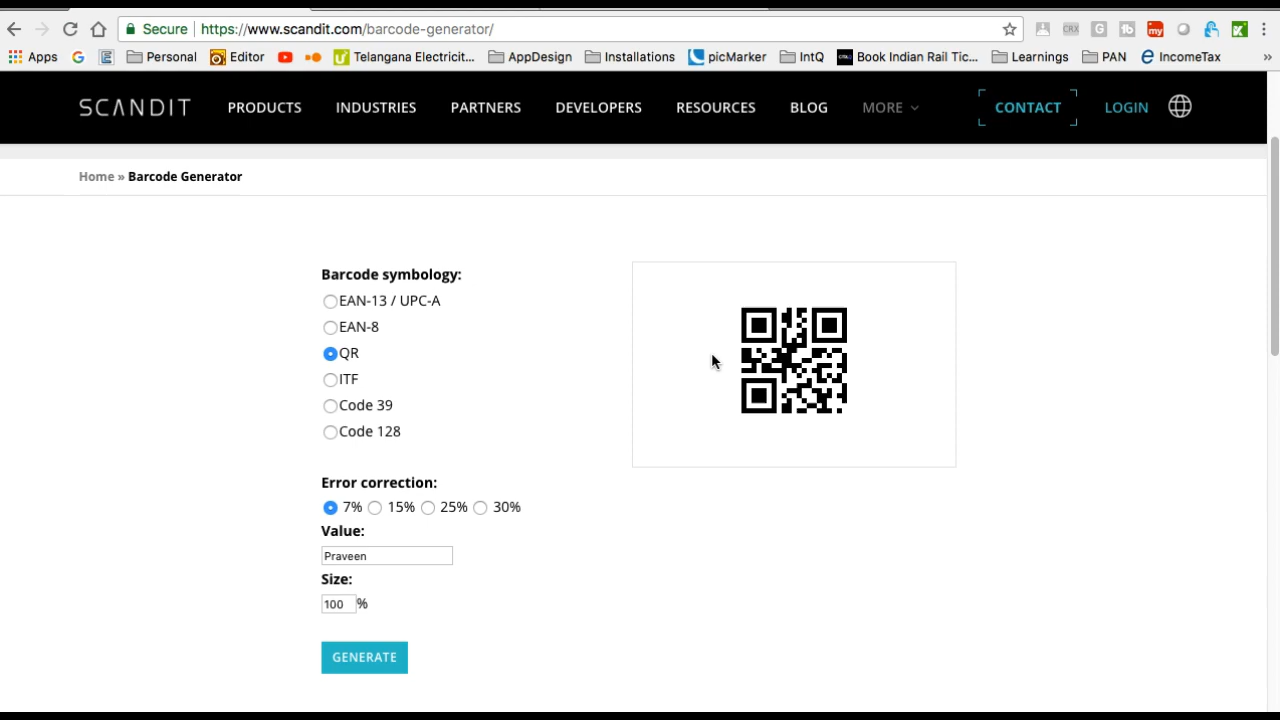 Secure https://www.scandit.com/barcode-generator/
CRX G tb my
Apps G E Personal Editor Telangana Electricit... AppDesign Installations picMarker IntQ Book Indian Rail Tic... Learnings PAN IncomeTax »
SCANDIT PRODUCTS INDUSTRIES PARTNERS DEVELOPERS RESOURCES BLOG MORE CONTACT LOGIN
Home » Barcode Generator
Barcode symbology:
EAN-13 / UPC-A
EAN-8
QR
ITF
Code 39
Code 128
Error correction:
7% 15% 25% 30%
Value:
Praveen
Size:
100 %
GENERATE